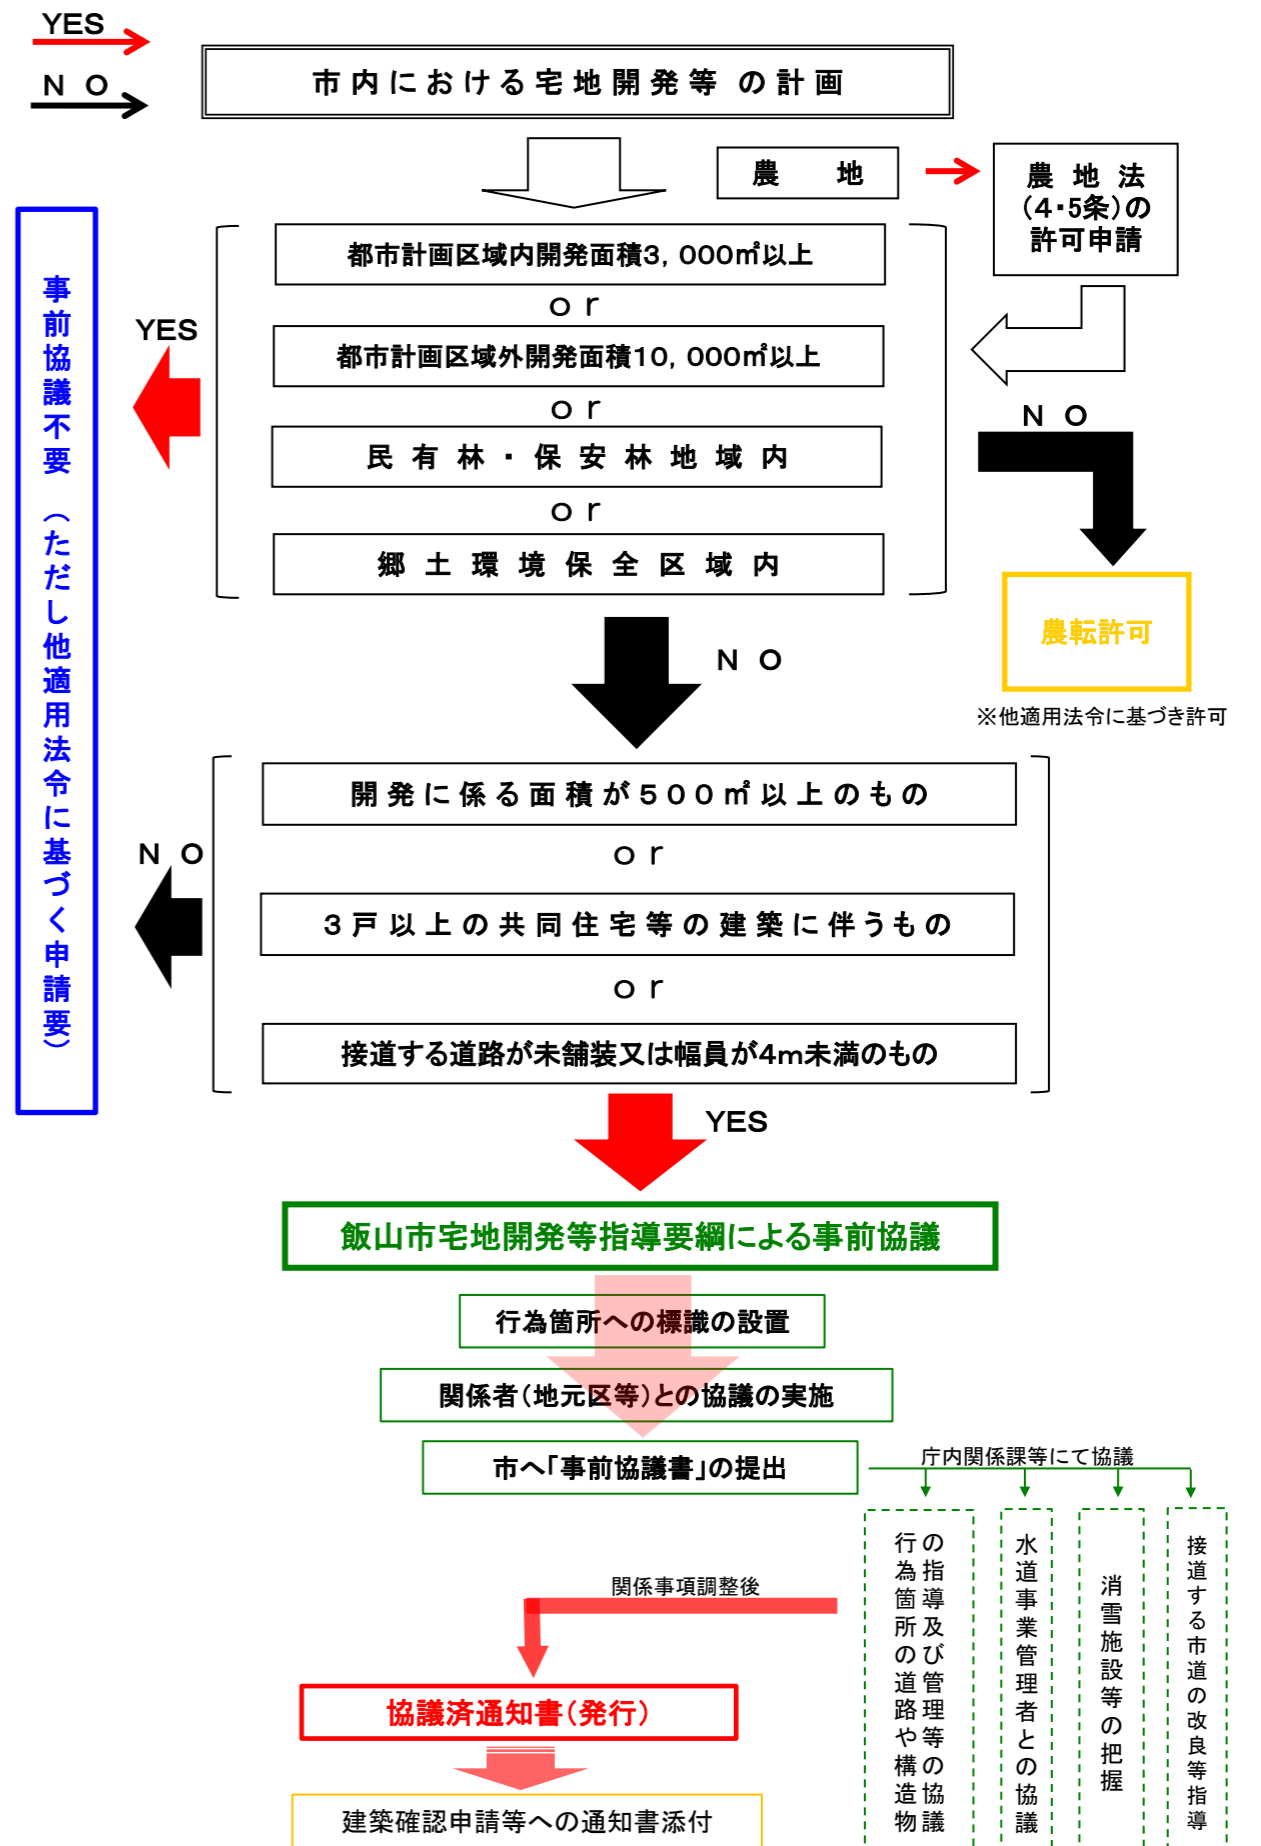 YES
ＮＯ
市内における宅地開発等 の計画
農　地
農 地 法
（4・5条）の
許可申請
都市計画区域内開発面積3，000㎡以上
ｏｒ
都市計画区域外開発面積10，000㎡以上
ｏｒ
民有林・保安林地域内
ｏｒ
郷土環境保全区域内
YES
ＮＯ
農転許可
※他適用法令に基づき許可
ＮＯ
事前協議不要　（ただし他適用法令に基づく申請要）
開発に係る面積が５００㎡以上のもの
ｏｒ
３戸以上の共同住宅等の建築に伴うもの
ｏｒ
接道する道路が未舗装又は幅員が4m未満のもの
ＮＯ
YES
飯山市宅地開発等指導要綱による事前協議
行為箇所への標識の設置
関係者（地元区等）との協議の実施
市へ「事前協議書」の提出
庁内関係課等にて協議
行為箇所の道路や構造物
の指導及び管理等の協議
水道事業管理者との協議
消雪施設等の把握
接道する市道の改良等指導
関係事項調整後
協議済通知書（発行）
建築確認申請等への通知書添付